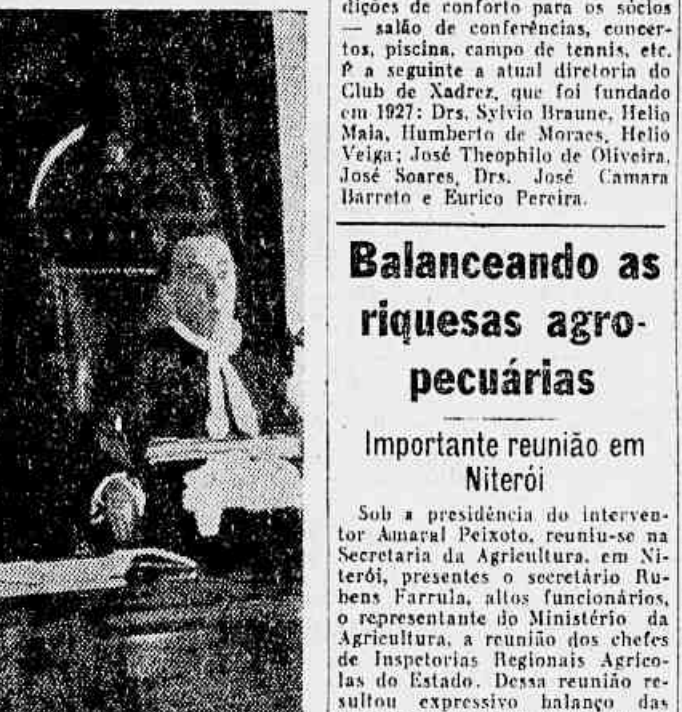 dições de conforto para os sócios
— salão de conferências, concer-
tos, piscina, campo de tennis, etc.
É a seguinte a atual diretoria do
Club de Xadrez, que foi fundado
em 1927: Drs. Sylvio Braune, Helio
Maia, Humberto de Moraes, Helio
Veiga; José Theophilo de Oliveira,
José Soares, Drs. José Camara
Barreto e Eurico Pereira.
Balanceando as
riquesas agro-
pecuárias
Importante reunião em
Niterói
Sob a presidência do interven-
tor Amaral Peixoto, reuniu-se na
Secretaria da Agricultura, em Ni-
terói, presentes o secretário Ru-
bens Farrula, altos funcionários,
o representante do Ministério da
Agricultura, a reunião dos chefes
de Inspetorias Regionais Agrico-
las do Estado. Dessa reunião re-
sultou expressivo balanço das